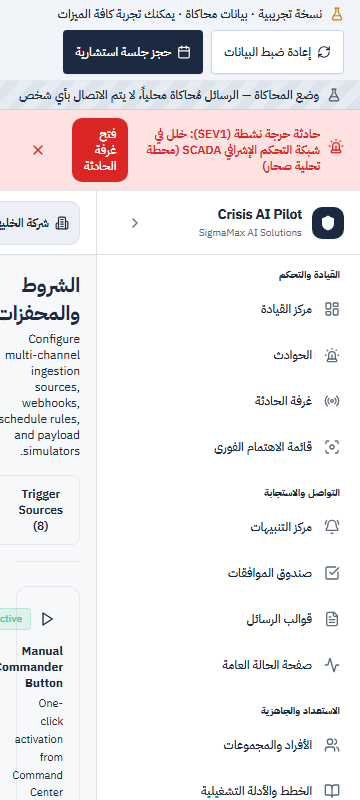 نسخة تجريبية · بيانات محاكاة · يمكنك تجربة كافة الميزات
إعادة ضبط البيانات
حجز جلسة استشارية
وضع المحاكاة — الرسائل مُحاكاة محلياً، لا يتم الاتصال بأي شخص
حادثة حرجة نشطة (SEV1): خلل في
شبكة التحكم الإشرافي SCADA (محطة
تحلية صحار)
فتح
غرفة
الحادثة
Crisis AI Pilot
SigmaMax AI Solutions
القيادة والتحكم
مركز القيادة
الحوادث
غرفة الحادثة
قائمة الاهتمام الفوري
التواصل والاستجابة
مركز التنبيهات
صندوق الموافقات
قوالب الرسائل
صفحة الحالة العامة
الاستعداد والجاهزية
الأفراد والمجموعات
الخطط والأدلة التشغيلية
شركة
الشروط
والمحفزات
Configure
multi-channel
ingestion
sources,
webhooks,
schedule rules,
and payload
simulators.
Trigger
Sources
(8)
Manual
Commander
Button
One-
click
activation
from
Command
Center